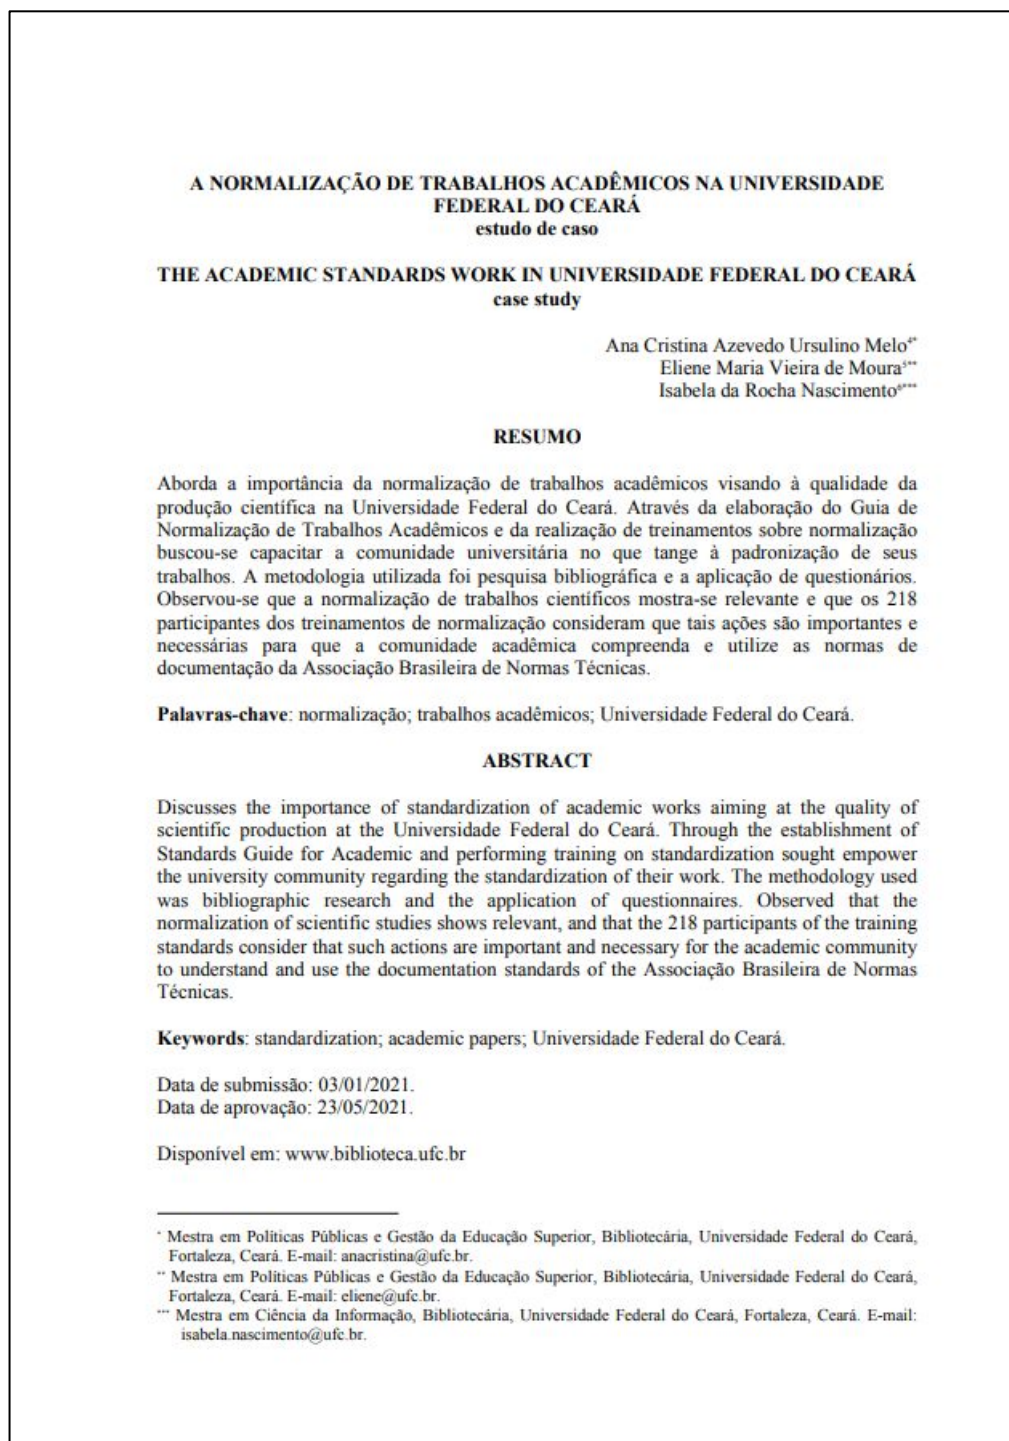 A NORMALIZAÇÃO DE TRABALHOS ACADÊMICOS NA UNIVERSIDADE
FEDERAL DO CEARÁ
estudo de caso
THE ACADEMIC STANDARDS WORK IN UNIVERSIDADE FEDERAL DO CEARÁ
case study
Ana Cristina Azevedo Ursulino Melo⁴*
Eliene Maria Vieira de Moura⁵**
Isabela da Rocha Nascimento⁶***
RESUMO
Aborda a importância da normalização de trabalhos acadêmicos visando à qualidade da
produção científica na Universidade Federal do Ceará. Através da elaboração do Guia de
Normalização de Trabalhos Acadêmicos e da realização de treinamentos sobre normalização
buscou-se capacitar a comunidade universitária no que tange à padronização de seus
trabalhos. A metodologia utilizada foi pesquisa bibliográfica e a aplicação de questionários.
Observou-se que a normalização de trabalhos científicos mostra-se relevante e que os 218
participantes dos treinamentos de normalização consideram que tais ações são importantes e
necessárias para que a comunidade acadêmica compreenda e utilize as normas de
documentação da Associação Brasileira de Normas Técnicas.
Palavras-chave: normalização; trabalhos acadêmicos; Universidade Federal do Ceará.
ABSTRACT
Discusses the importance of standardization of academic works aiming at the quality of
scientific production at the Universidade Federal do Ceará. Through the establishment of
Standards Guide for Academic and performing training on standardization sought empower
the university community regarding the standardization of their work. The methodology used
was bibliographic research and the application of questionnaires. Observed that the
normalization of scientific studies shows relevant, and that the 218 participants of the training
standards consider that such actions are important and necessary for the academic community
to understand and use the documentation standards of the Associação Brasileira de Normas
Técnicas.
Keywords: standardization; academic papers; Universidade Federal do Ceará.
Data de submissão: 03/01/2021.
Data de aprovação: 23/05/2021.
Disponível em: www.biblioteca.ufc.br
* Mestra em Políticas Públicas e Gestão da Educação Superior, Bibliotecária, Universidade Federal do Ceará,
Fortaleza, Ceará. E-mail: anacristina@ufc.br.
** Mestra em Políticas Públicas e Gestão da Educação Superior, Bibliotecária, Universidade Federal do Ceará,
Fortaleza, Ceará. E-mail: eliene@ufc.br.
*** Mestra em Ciência da Informação, Bibliotecária, Universidade Federal do Ceará, Fortaleza, Ceará. E-mail:
isabela.nascimento@ufc.br.